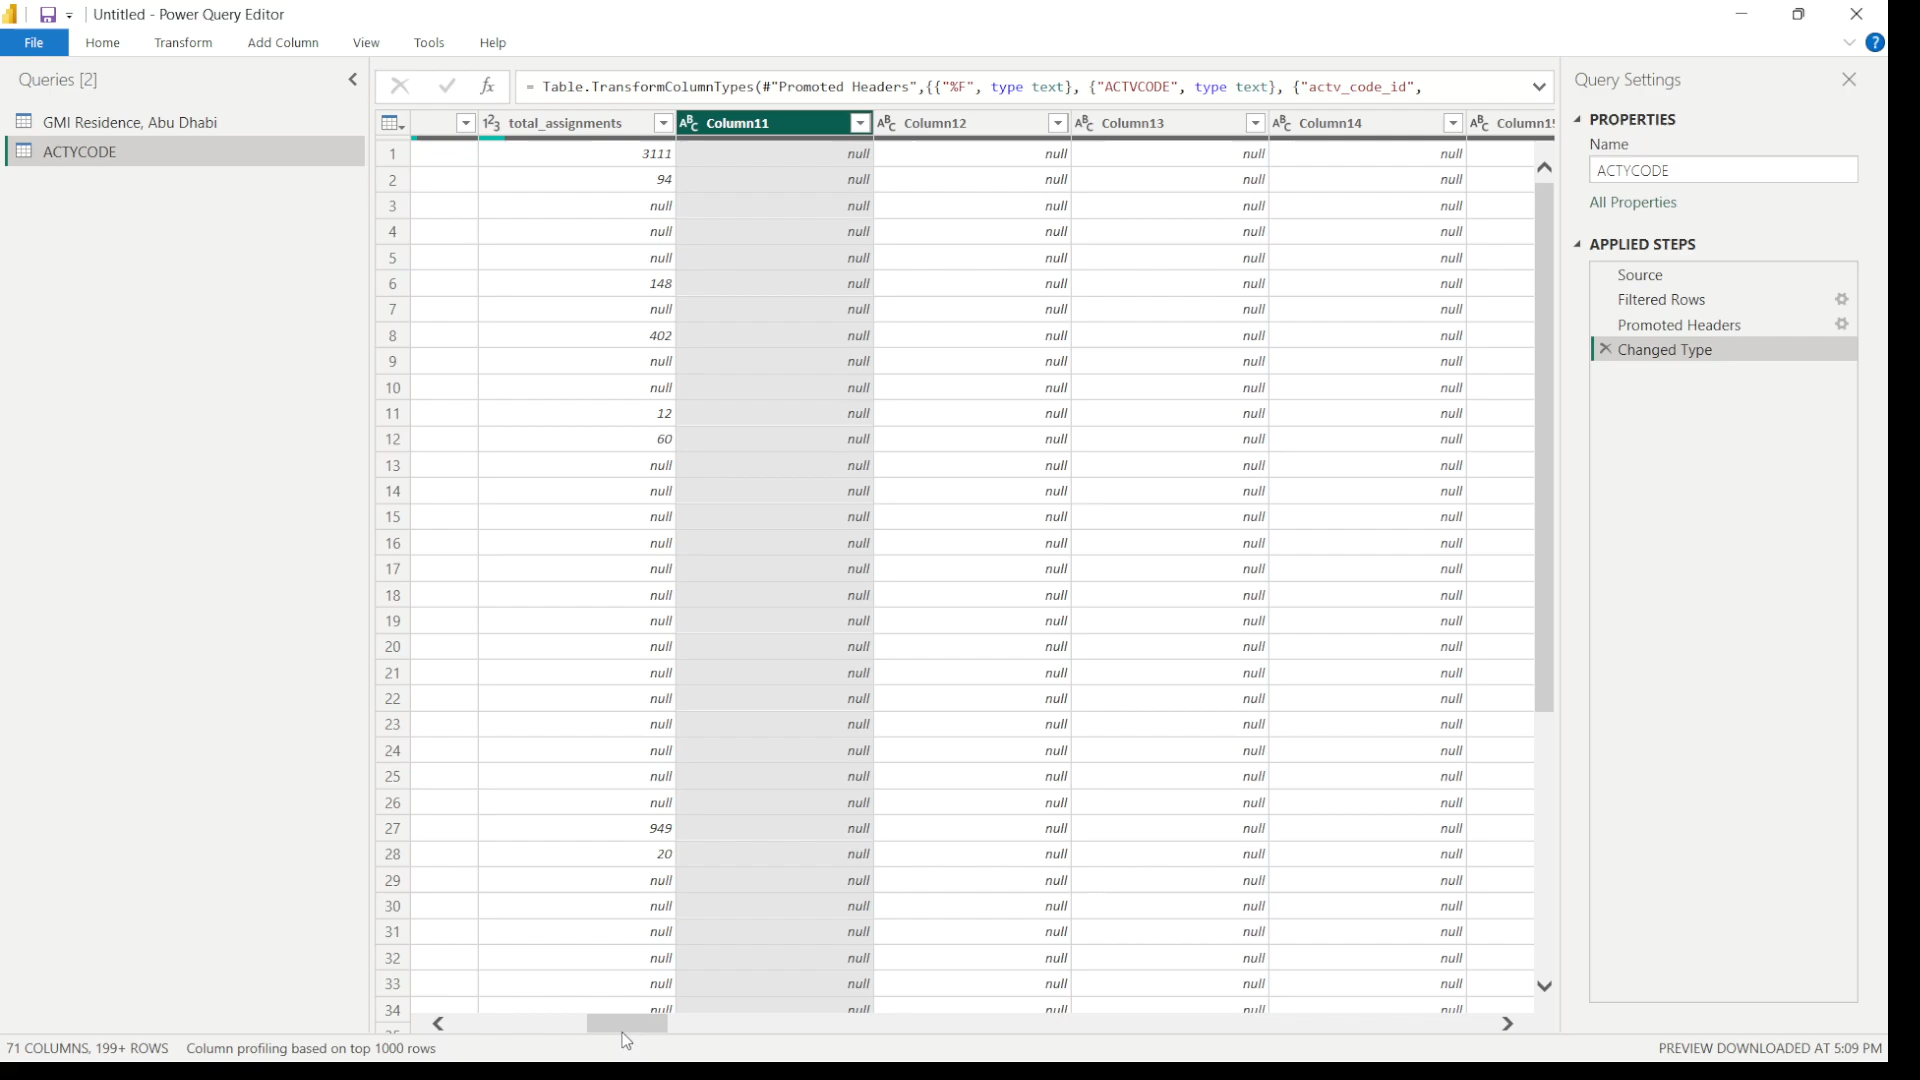 Untitled - Power Query Editor
File Home Transform Add Column View Tools Help
Queries [2]
GMI Residence, Abu Dhabi
ACTYCODE
fx = Table.TransformColumnTypes(#"Promoted Headers",{{"%F", type text}, {"ACTVCODE", type text}, {"actv_code_id",
123 total_assignments ABC Column11 ABC Column12 ABC Column13 ABC Column14 ABC Column15
1 3111 null null null null
2 94 null null null null
3 null null null null null
4 null null null null null
5 null null null null null
6 148 null null null null
7 null null null null null
8 402 null null null null
9 null null null null null
10 null null null null null
11 12 null null null null
12 60 null null null null
13 null null null null null
14 null null null null null
15 null null null null null
16 null null null null null
17 null null null null null
18 null null null null null
19 null null null null null
20 null null null null null
21 null null null null null
22 null null null null null
23 null null null null null
24 null null null null null
25 null null null null null
26 null null null null null
27 949 null null null null
28 20 null null null null
29 null null null null null
30 null null null null null
31 null null null null null
32 null null null null null
33 null null null null null
34 null null null null null
Query Settings
PROPERTIES
Name
ACTYCODE
All Properties
APPLIED STEPS
Source
Filtered Rows
Promoted Headers
Changed Type
71 COLUMNS, 199+ ROWS Column profiling based on top 1000 rows PREVIEW DOWNLOADED AT 5:09 PM